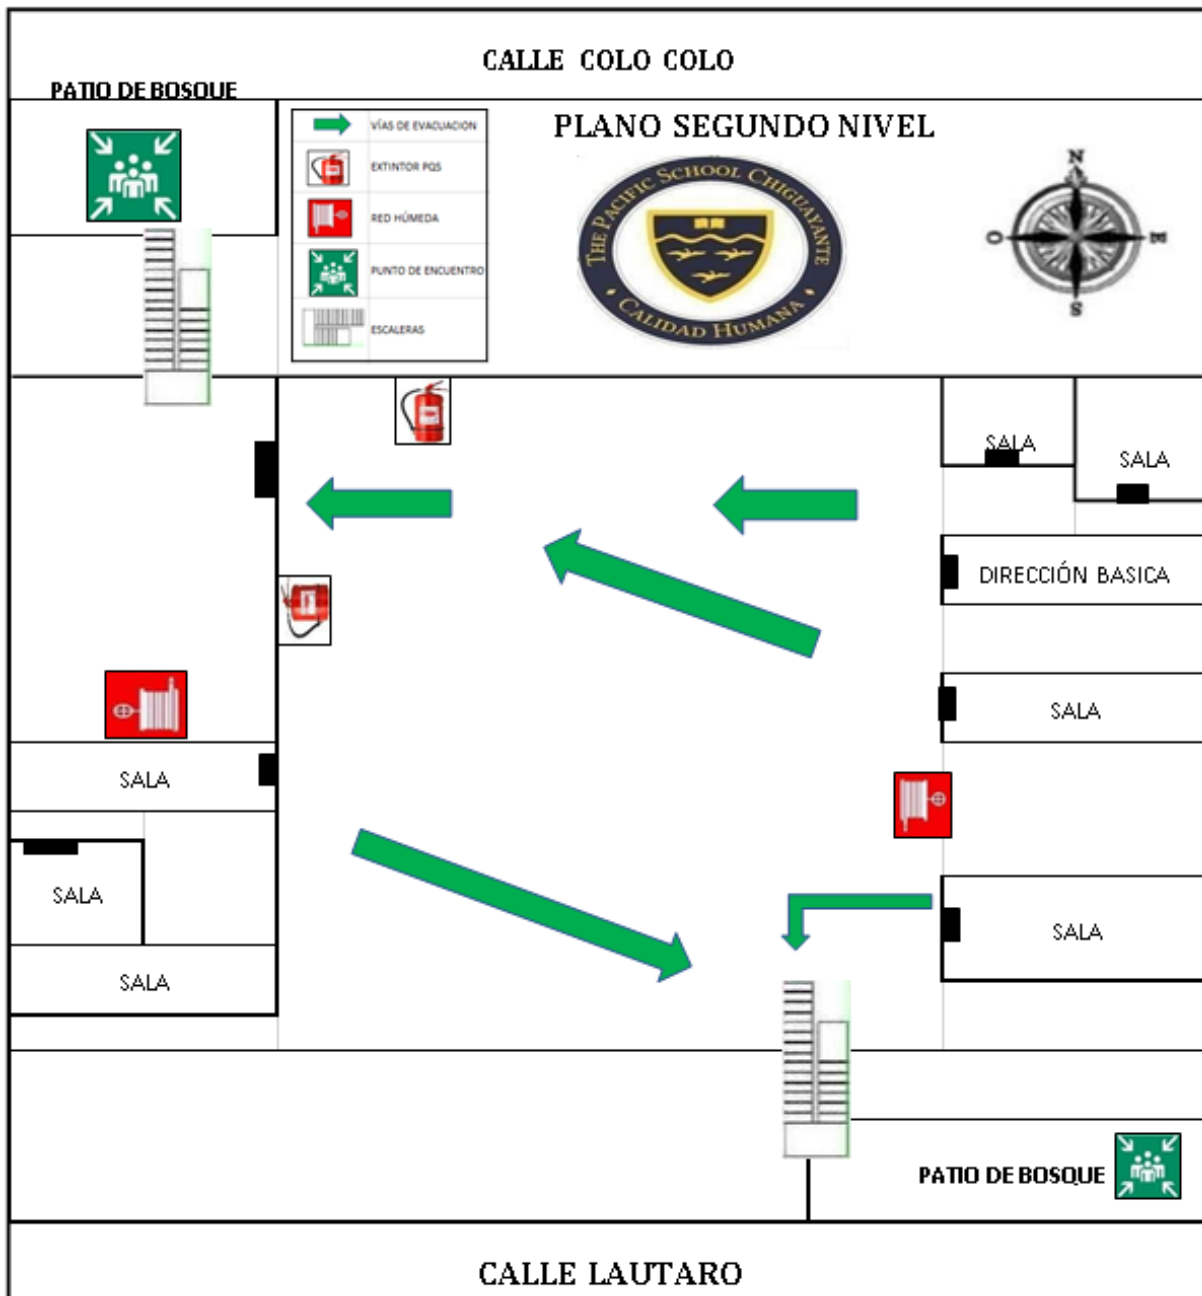 CALLE COLO COLO
PATIO DE BOSQUE
PLANO SEGUNDO NIVEL
VÍAS DE EVACUACION
EXTINTOR PQS
RED HÚMEDA
PUNTO DE ENCUENTRO
ESCALERAS
THE PACIFIC SCHOOL CHIGUAYANTE
CALIDAD HUMANA
N
O
E
S
SALA
SALA
DIRECCIÓN BASICA
SALA
SALA
SALA
SALA
SALA
PATIO DE BOSQUE
CALLE LAUTARO